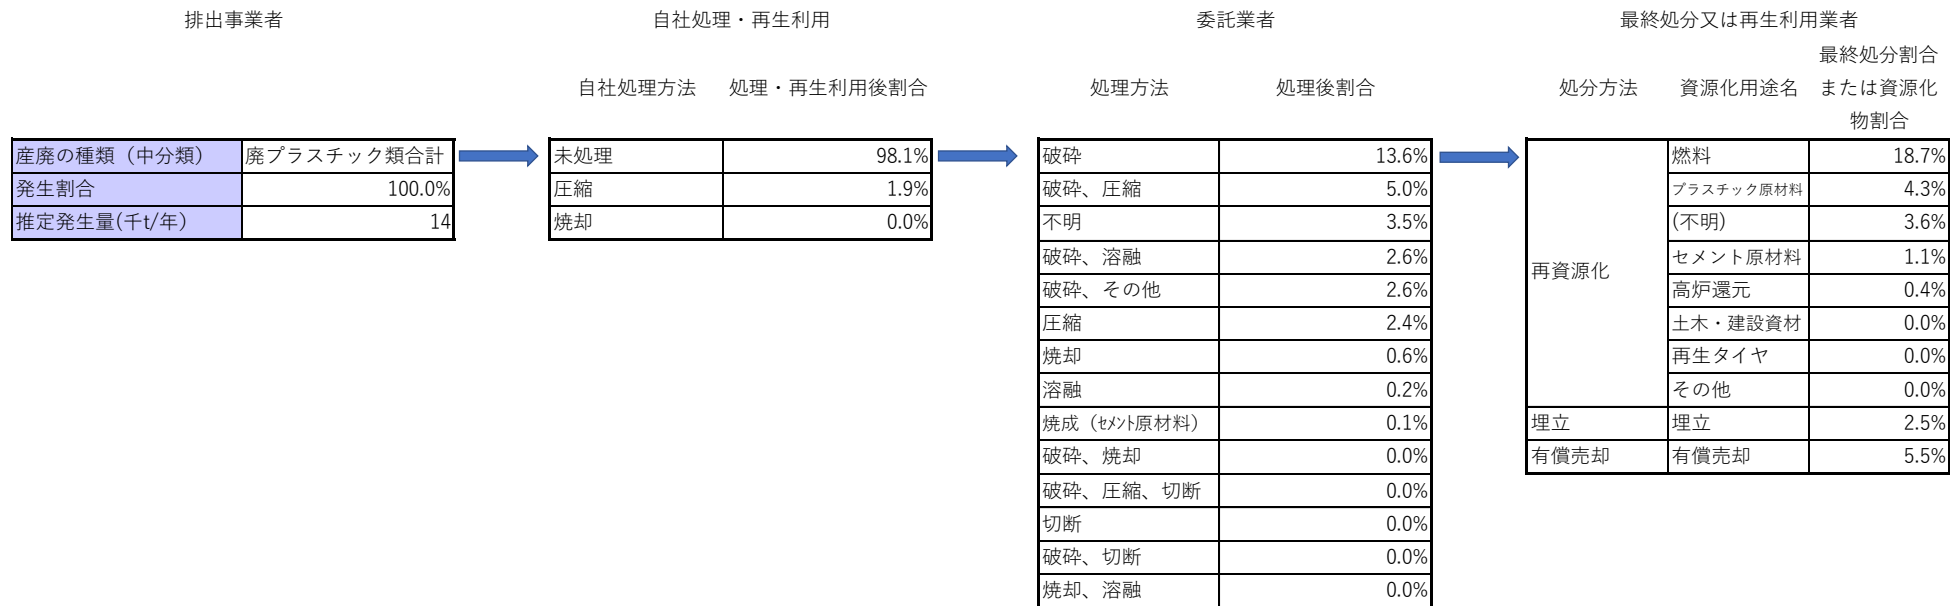 排出事業者 自社処理・再生利用 委託業者 最終処分又は再生利用業者
自社処理方法 処理・再生利用後割合 処理方法 処理後割合 処分方法 資源化用途名 最終処分割合
または資源化
物割合
産廃の種類（中分類） 廃プラスチック類合計
発生割合 100.0%
推定発生量(千t/年) 14
未処理 98.1%
圧縮 1.9%
焼却 0.0%
破砕 13.6%
破砕、圧縮 5.0%
不明 3.5%
破砕、溶融 2.6%
破砕、その他 2.6%
圧縮 2.4%
焼却 0.6%
溶融 0.2%
焼成（ｾﾒﾝﾄ原材料） 0.1%
破砕、焼却 0.0%
破砕、圧縮、切断 0.0%
切断 0.0%
破砕、切断 0.0%
焼却、溶融 0.0%
再資源化
燃料 18.7%
プラスチック原材料 4.3%
(不明) 3.6%
セメント原材料 1.1%
高炉還元 0.4%
土木・建設資材 0.0%
再生タイヤ 0.0%
その他 0.0%
埋立 埋立 2.5%
有償売却 有償売却 5.5%